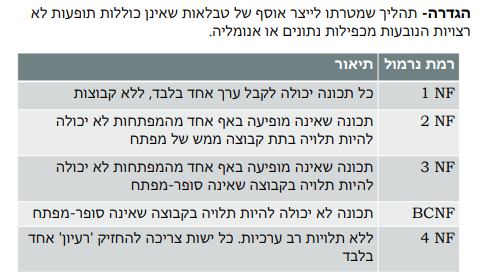 הגדרה- תהליך שמטרתו לייצר אוסף של טבלאות שאינן כוללות תופעות לא
רצויות הנובעות מכפילות נתונים או אנומליה.
רמת נרמול תיאור
1 NF כל תכונה יכולה לקבל ערך אחד בלבד, ללא קבוצות
2 NF תכונה שאינה מופיעה באף אחד מהמפתחות לא יכולה
להיות תלויה בתת קבוצה ממש של מפתח
3 NF תכונה שאינה מופיעה באף אחד מהמפתחות לא יכולה
להיות תלויה בקבוצה שאינה סופר-מפתח
BCNF תכונה לא יכולה להיות תלויה בקבוצה שאינה סופר-מפתח
4 NF ללא תלויות רב ערכיות. כל ישות צריכה להחזיק 'רעיון' אחד
בלבד